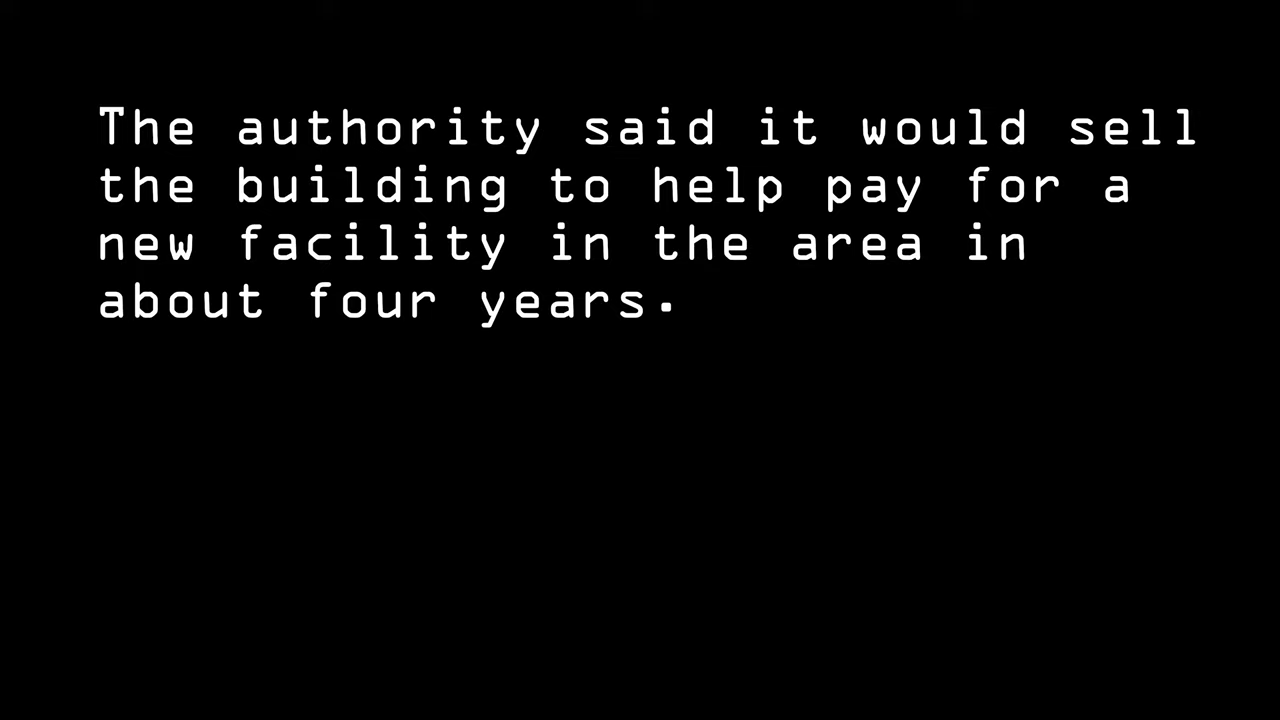 The authority said it would sell
the building to help pay for a
new facility in the area in
about four years.